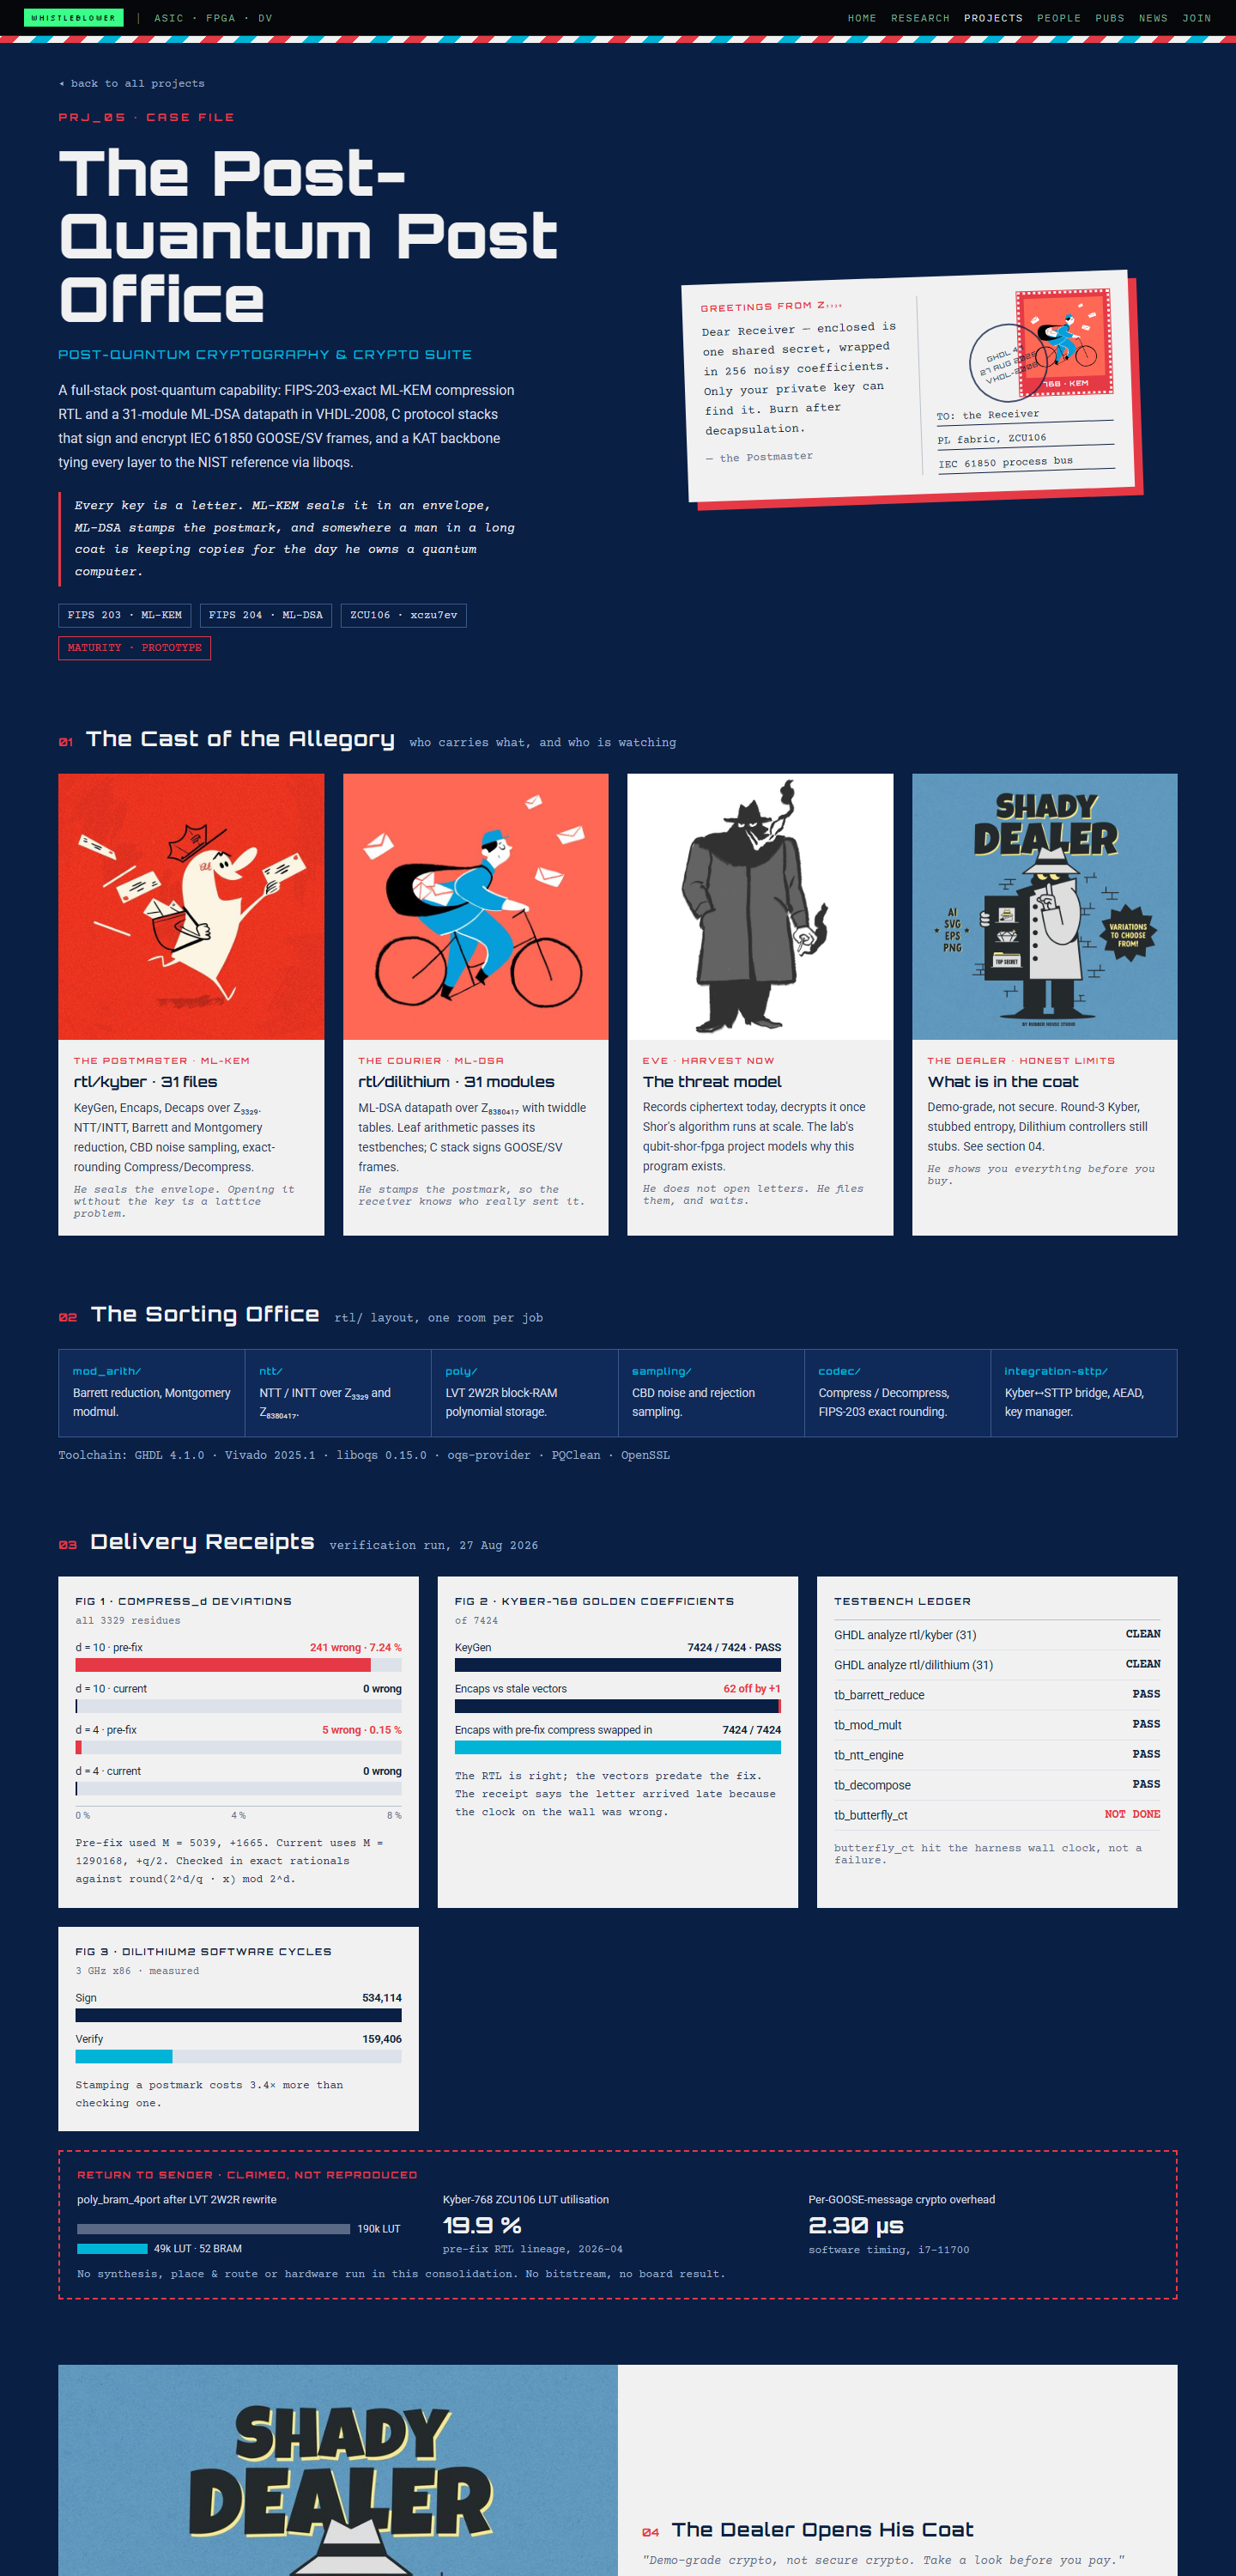 WHISTLEBLOWER | ASIC · FPGA · DV
HOME RESEARCH PROJECTS PEOPLE PUBS NEWS JOIN
◂ back to all projects
PRJ_05 · CASE FILE
The Post-
Quantum Post
Office
POST-QUANTUM CRYPTOGRAPHY & CRYPTO SUITE
A full-stack post-quantum capability: FIPS-203-exact ML-KEM compression
RTL and a 31-module ML-DSA datapath in VHDL-2008, C protocol stacks
that sign and encrypt IEC 61850 GOOSE/SV frames, and a KAT backbone
tying every layer to the NIST reference via liboqs.
Every key is a letter. ML-KEM seals it in an envelope,
ML-DSA stamps the postmark, and somewhere a man in a long
coat is keeping copies for the day he owns a quantum
computer.
FIPS 203 · ML-KEM
FIPS 204 · ML-DSA
ZCU106 · xczu7ev
MATURITY · PROTOTYPE
GREETINGS FROM Z₃₃₂₉
Dear Receiver — enclosed is
one shared secret, wrapped
in 256 noisy coefficients.
Only your private key can
find it. Burn after
decapsulation.
— the Postmaster
GHDL 4.1
27 AUG 2026
VHDL-2008
768 · KEM
TO: the Receiver
PL fabric, ZCU106
IEC 61850 process bus
01 The Cast of the Allegory who carries what, and who is watching
THE POSTMASTER · ML-KEM
rtl/kyber · 31 files
KeyGen, Encaps, Decaps over Z₃₃₂₉.
NTT/INTT, Barrett and Montgomery
reduction, CBD noise sampling, exact-
rounding Compress/Decompress.
He seals the envelope. Opening it
without the key is a lattice
problem.
THE COURIER · ML-DSA
rtl/dilithium · 31 modules
ML-DSA datapath over Z₈₃₈₀₄₁₇ with twiddle
tables. Leaf arithmetic passes its
testbenches; C stack signs GOOSE/SV
frames.
He stamps the postmark, so the
receiver knows who really sent it.
EVE · HARVEST NOW
The threat model
Records ciphertext today, decrypts it once
Shor's algorithm runs at scale. The lab's
qubit-shor-fpga project models why this
program exists.
He does not open letters. He files
them, and waits.
SHADY
DEALER
AI
SVG
EPS
PNG
TOP SECRET
VARIATIONS
TO CHOOSE
FROM!
BY RUBBER HOUSE STUDIO
THE DEALER · HONEST LIMITS
What is in the coat
Demo-grade, not secure. Round-3 Kyber,
stubbed entropy, Dilithium controllers still
stubs. See section 04.
He shows you everything before you
buy.
02 The Sorting Office rtl/ layout, one room per job
mod_arith/
Barrett reduction, Montgomery
modmul.
ntt/
NTT / INTT over Z₃₃₂₉ and
Z₈₃₈₀₄₁₇.
poly/
LVT 2W2R block-RAM
polynomial storage.
sampling/
CBD noise and rejection
sampling.
codec/
Compress / Decompress,
FIPS-203 exact rounding.
integration-sttp/
Kyber↔STTP bridge, AEAD,
key manager.
Toolchain: GHDL 4.1.0 · Vivado 2025.1 · liboqs 0.15.0 · oqs-provider · PQClean · OpenSSL
03 Delivery Receipts verification run, 27 Aug 2026
FIG 1 · COMPRESS_d DEVIATIONS
all 3329 residues
d = 10 · pre-fix 241 wrong · 7.24 %
d = 10 · current 0 wrong
d = 4 · pre-fix 5 wrong · 0.15 %
d = 4 · current 0 wrong
0 % 4 % 8 %
Pre-fix used M = 5039, +1665. Current uses M =
1290168, +q/2. Checked in exact rationals
against round(2^d/q · x) mod 2^d.
FIG 2 · KYBER-768 GOLDEN COEFFICIENTS
of 7424
KeyGen 7424 / 7424 · PASS
Encaps vs stale vectors 62 off by +1
Encaps with pre-fix compress swapped in 7424 / 7424
The RTL is right; the vectors predate the fix.
The receipt says the letter arrived late because
the clock on the wall was wrong.
TESTBENCH LEDGER
GHDL analyze rtl/kyber (31) CLEAN
GHDL analyze rtl/dilithium (31) CLEAN
tb_barrett_reduce PASS
tb_mod_mult PASS
tb_ntt_engine PASS
tb_decompose PASS
tb_butterfly_ct NOT DONE
butterfly_ct hit the harness wall clock, not a
failure.
FIG 3 · DILITHIUM2 SOFTWARE CYCLES
3 GHz x86 · measured
Sign 534,114
Verify 159,406
Stamping a postmark costs 3.4× more than
checking one.
RETURN TO SENDER · CLAIMED, NOT REPRODUCED
poly_bram_4port after LVT 2W2R rewrite
190k LUT
49k LUT · 52 BRAM
Kyber-768 ZCU106 LUT utilisation
19.9 %
pre-fix RTL lineage, 2026-04
Per-GOOSE-message crypto overhead
2.30 µs
software timing, i7-11700
No synthesis, place & route or hardware run in this consolidation. No bitstream, no board result.
SHADY
DEALER
04 The Dealer Opens His Coat
"Demo-grade crypto, not secure crypto. Take a look before you pay."